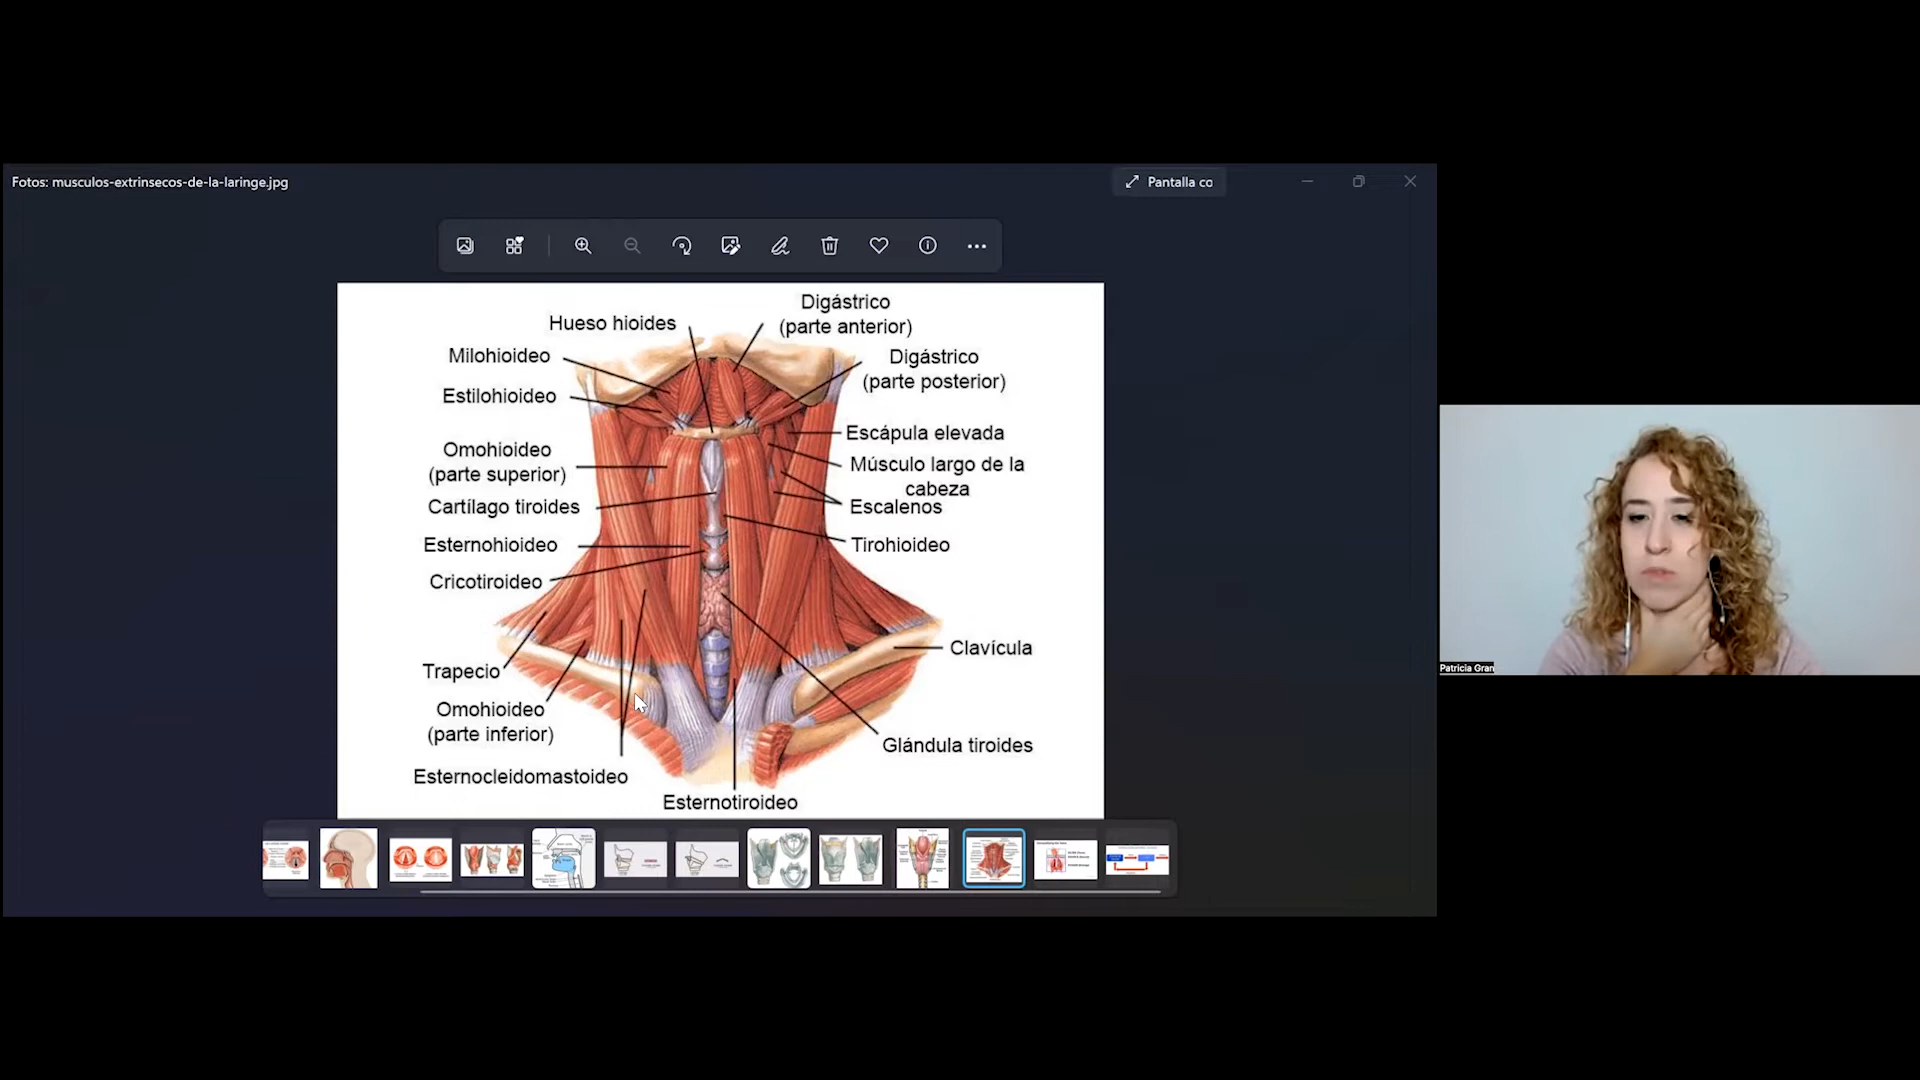 Fotos: musculos-extrinsecos-de-la-laringe.jpg
Pantalla co
Digástrico
(parte anterior)
Hueso hioides
Milohioideo
Digástrico
(parte posterior)
Estilohioideo
Escápula elevada
Omohioideo
(parte superior)
Músculo largo de la
cabeza
Cartílago tiroides
Escalenos
Esternohioideo
Tirohioideo
Cricotiroideo
Clavícula
Trapecio
Omohioideo
(parte inferior)
Glándula tiroides
Esternocleidomastoideo
Esternotiroideo
Patricia Gran